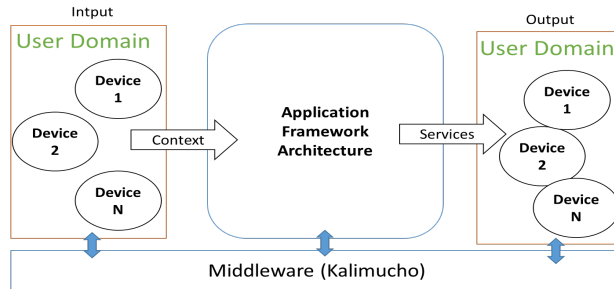 Intput
User Domain
Device
1
Device
2
Device
N
Context
Application
Framework
Architecture
Services
Output
User Domain
Device
1
Device
2
Device
N
Middleware (Kalimucho)